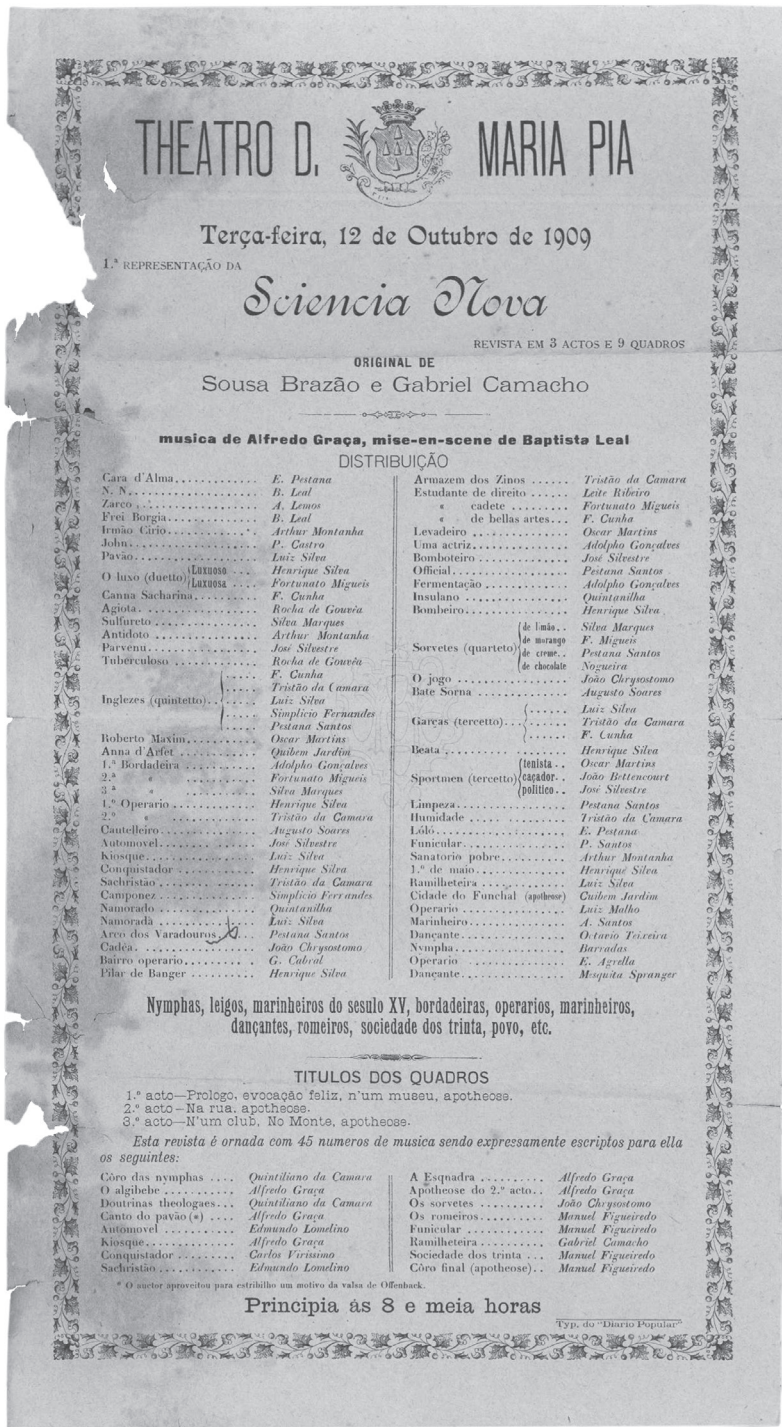 THEATRO D. MARIA PIA
Terça-feira, 12 de Outubro de 1909
1.ª REPRESENTAÇÃO DA
Sciencia Nova
REVISTA EM 3 ACTOS E 9 QUADROS
ORIGINAL DE
Sousa Brazão e Gabriel Camacho
musica de Alfredo Graça, mise-en-scene de Baptista Leal
DISTRIBUIÇÃO
Cara d'Alma............ E. Pestana
N. N.................. B. Leal
Zarco................ A. Lemos
Frei Borgia............ B. Leal
Irmão Cirio............ Arthur Montanha
John................. P. Castro
Pavão................ Luiz Silva
O luxo (duetto) Luxuoso .... Henrique Silva
Luxuosa .... Fortunato Migueis
Canna Sacharina......... F. Cunha
Agiota................ Rocha de Gouvêa
Sulfureto.............. Silva Marques
Antidoto.............. Arthur Montanha
Parvenu.............. José Silvestre
Tuberculoso............ Rocha de Gouvêa
Inglezes (quintetto).. ..... F. Cunha
..... Tristão da Camara
..... Luiz Silva
..... Simplicio Fernandes
..... Pestana Santos
Roberto Maxim.......... Oscar Martins
Anna d'Arfet........... Quibem Jardim
1.ª Bordadeira.......... Adolpho Gonçalves
2.ª « .......... Fortunato Migueis
3ª « .......... Silva Marques
1.º Operario............ Henrique Silva
2.º « ............ Tristão da Camara
Cautelleiro............. Augusto Soares
Automovel............. José Silvestre
Kiosque............... Luiz Silva
Conquistador........... Henrique Silva
Sachristão............. Tristão da Camara
Camponez............. Simplicio Ferrandes
Namorado............. Quintanilha
Namorada............. Luiz Silva
Arco dos Varadouros..... Pestana Santos
Cadêa................ João Chrysostomo
Bairro operario.......... G. Cabral
Pilar de Banger......... Henrique Silva
Armazem dos Zinos ...... Tristão da Camara
Estudante de direito ...... Leite Ribeiro
« cadete ........ Fortunato Migueis
« de bellas artes... F. Cunha
Levadeiro ............. Oscar Martins
Uma actriz............. Adolpho Gonçalves
Bomboteiro............. José Silvestre
Official................ Pestana Santos
Fermentação........... Adolpho Gonçalves
Insulano .............. Quintanilha
Bombeiro.............. Henrique Silva
Sorvetes (quarteto) de limão.. Silva Marques
de morango F. Migueis
de creme.. Pestana Santos
de chocolate Nogueira
O jogo ............... João Chrysostomo
Bate Sorna ............ Augusto Soares
Garças (tercetto)... ...... Luiz Silva
...... Tristão da Camara
...... F. Cunha
Beata ................ Henrique Silva
Sportmen (tercetto) tenista.. Oscar Martins
caçador.. João Bettencourt
politico.. José Silvestre
Limpeza.............. Pestana Santos
Humidade ............ Tristão da Camara
Lóló................. E. Pestana
Funicular............. P. Santos
Sanatorio pobre......... Arthur Montanha
1.º de maio............ Henrique Silva
Ramilheteira ........... Luiz Silva
Cidade do Funchal (apotheose) Cuibem Jardim
Operario.............. Luiz Malho
Marinheiro............ A. Santos
Dançante............. Octavio Teixeira
Nympha.............. Barradas
Operario ............. E. Agrella
Dançante............. Mesquita Spranger
Nymphas, leigos, marinheiros do sesulo XV, bordadeiras, operarios, marinheiros,
dançantes, romeiros, sociedade dos trinta, povo, etc.
TITULOS DOS QUADROS
1.º acto—Prologo, evocação feliz, n'um museu, apotheose.
2.º acto—Na rua, apotheose.
3.º acto—N'um club, No Monte, apotheose.
Esta revista é ornada com 45 numeros de musica sendo expressamente escriptos para ella
os seguintes:
Côro das nymphas .... Quintiliano da Camara
O algibebe .......... Alfredo Graça
Doutrinas theologaes... Quintiliano da Camara
Canto do pavão (*) .... Alfredo Graça
Automovel .......... Edmundo Lomelino
Kiosque............ Alfredo Graça
Conquistador ........ Carlos Virissimo
Sachristão........... Edmundo Lomelino
A Esqnadra ......... Alfredo Graça
Apotheose do 2.º acto.. Alfredo Graça
Os sorvetes ......... João Chrysostomo
Os romeiros......... Manuel Figueiredo
Funicular ........... Manuel Figueiredo
Ramilheteira ........ Gabriel Camacho
Sociedade dos trinta ... Manuel Figueiredo
Côro final (apotheose).. Manuel Figueiredo
* O auctor aproveitou para estribilho um motivo da valsa de Offenback.
Principia ás 8 e meia horas
Typ. do "Diario Popular"